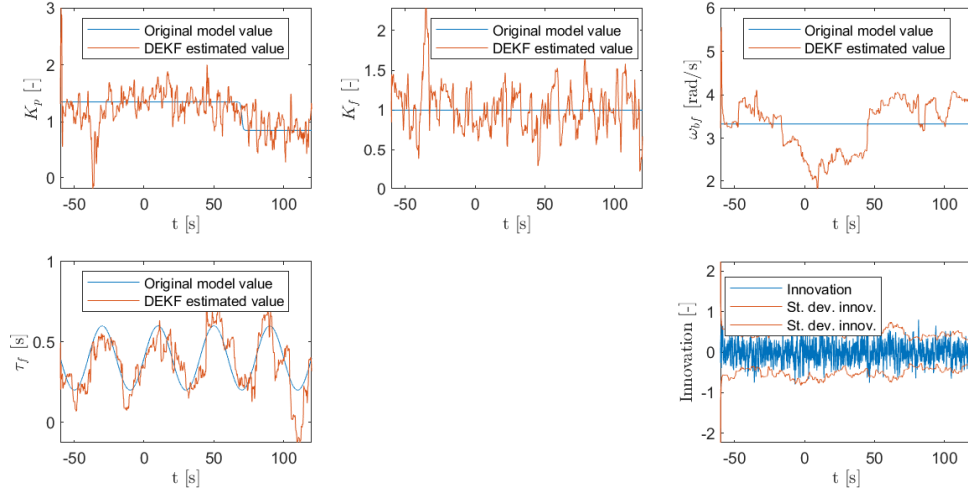 3
2
1
0
K_p [-]
Original model value
DEKF estimated value
-50
0
50
100
t [s]
2
1.5
1
0.5
0
K_f [-]
Original model value
DEKF estimated value
-50
0
50
100
t [s]
6
5
4
3
2
ω_bf [rad/s]
Original model value
DEKF estimated value
-50
0
50
100
t [s]
1
0.5
0
τ_f [s]
Original model value
DEKF estimated value
-50
0
50
100
t [s]
2
1
0
-1
-2
Innovation [-]
Innovation
St. dev. innov.
St. dev. innov.
-50
0
50
100
t [s]